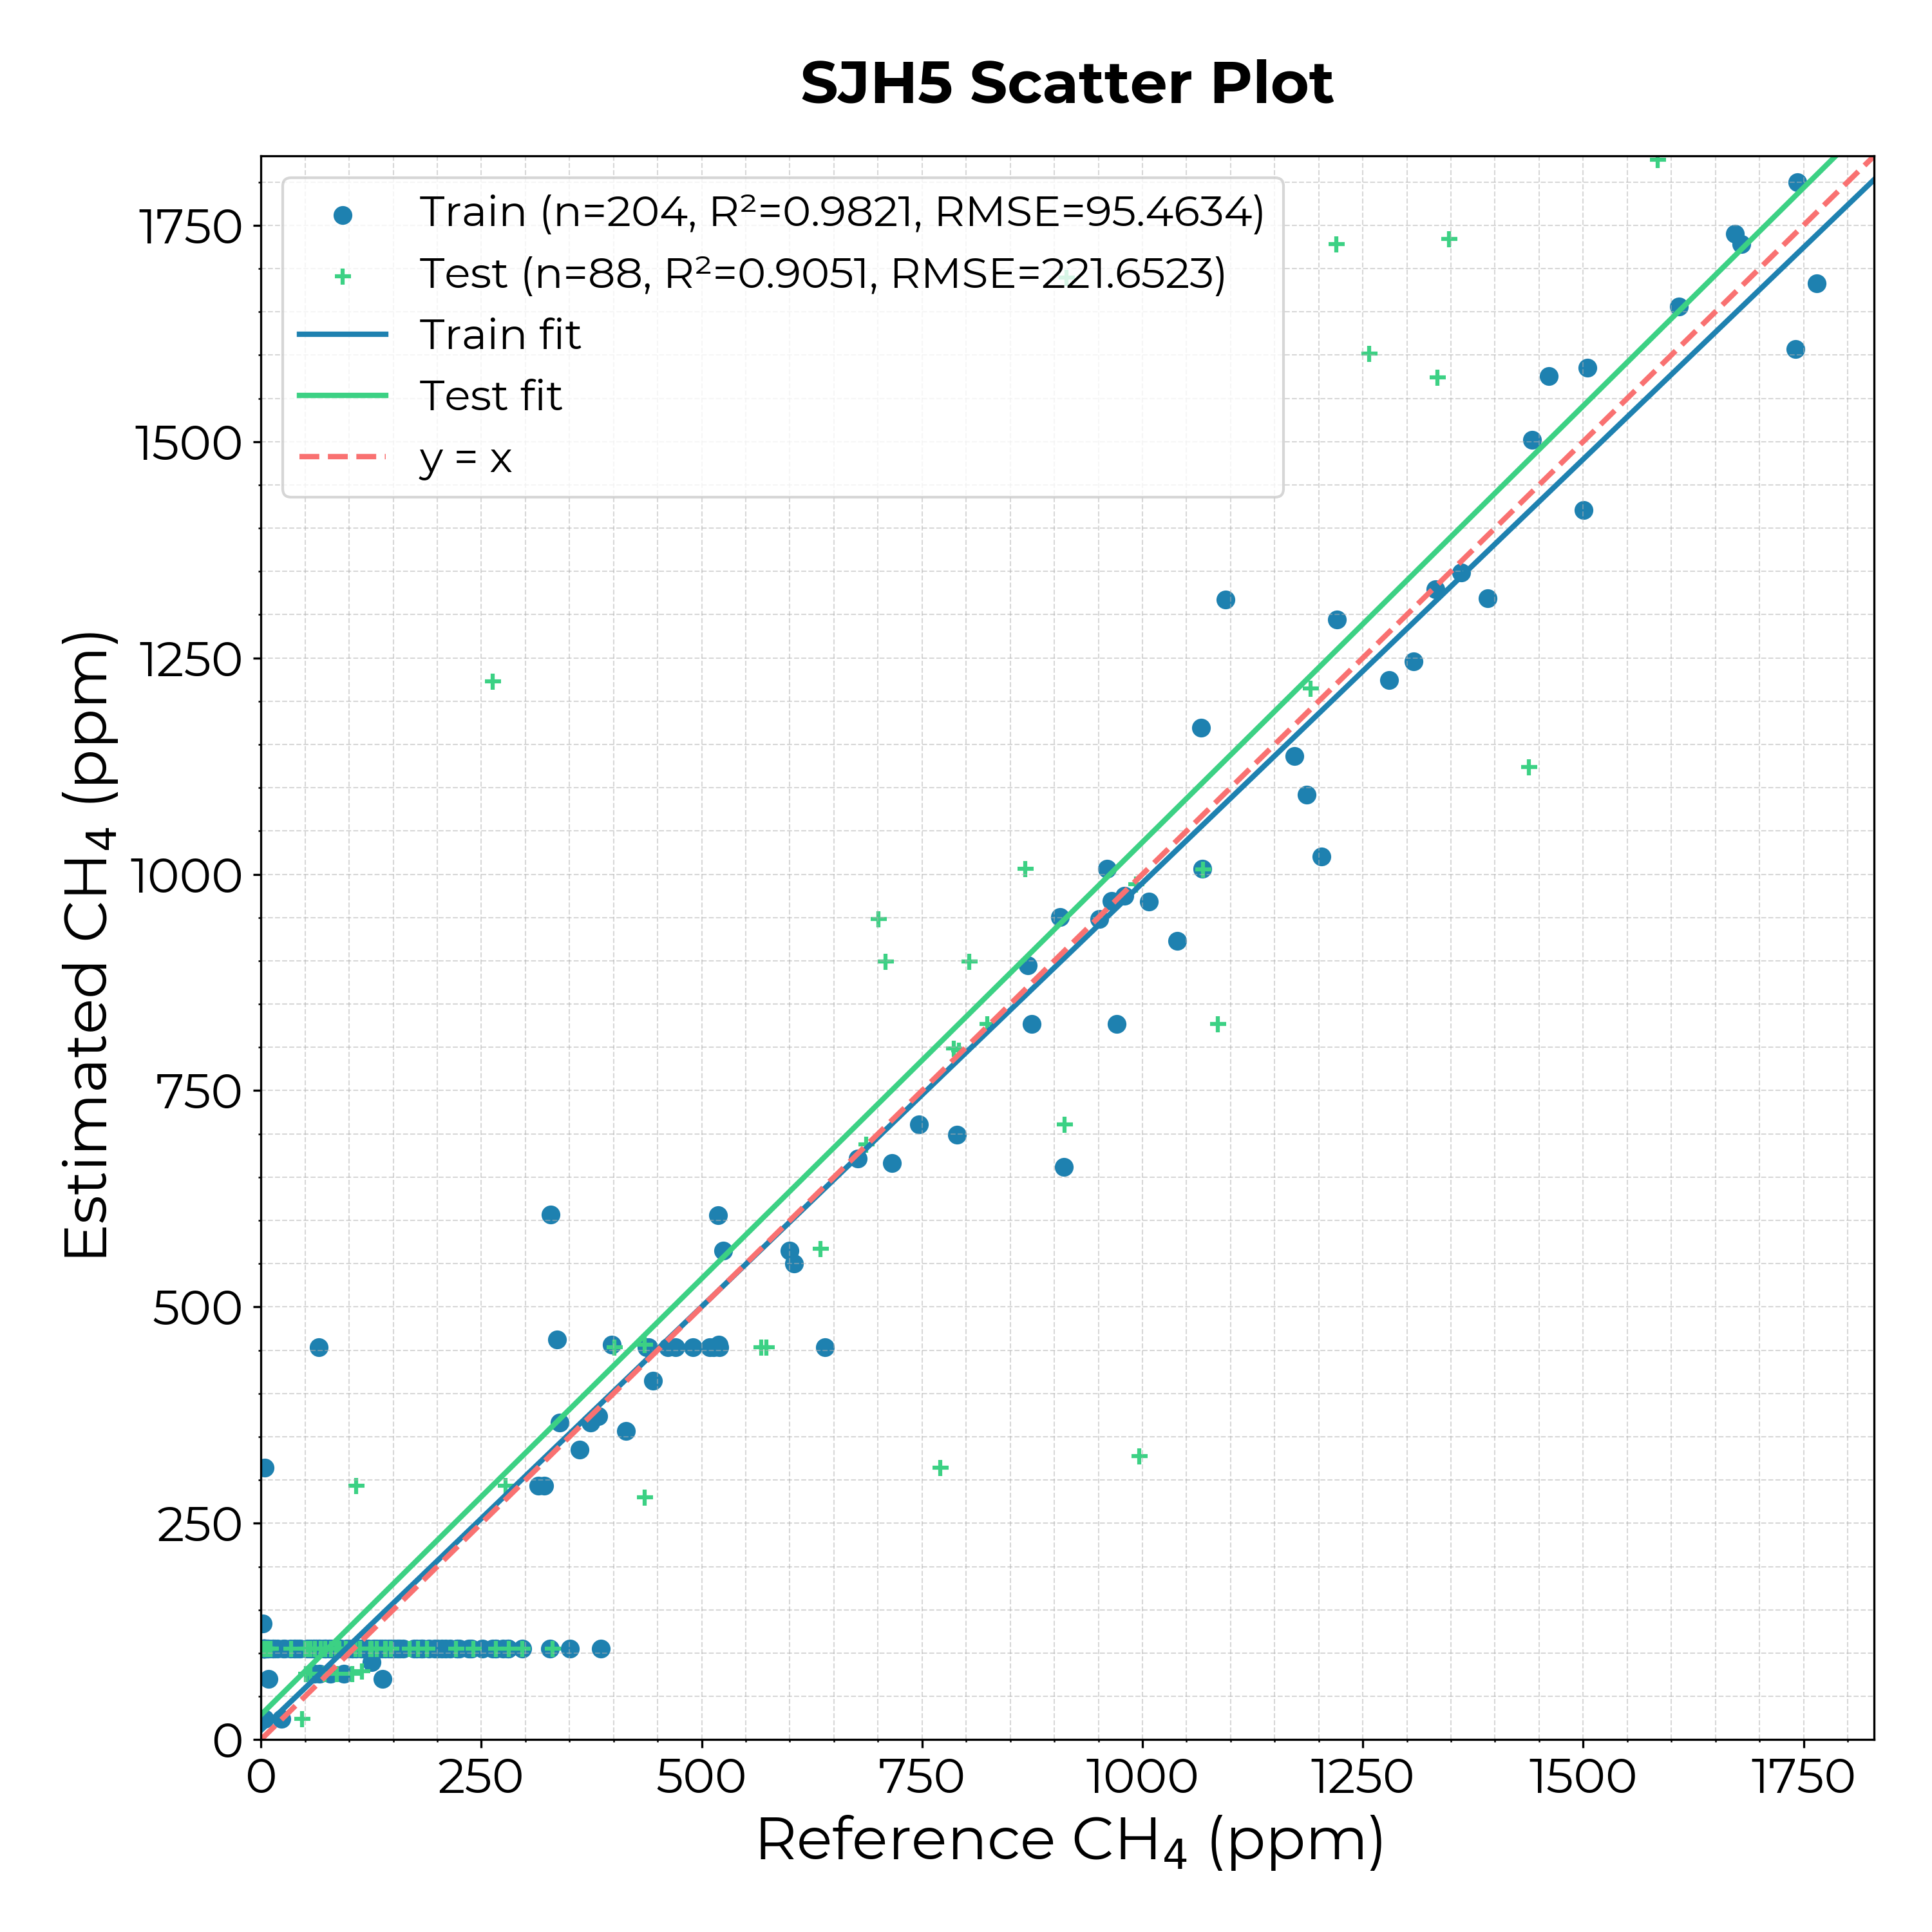 SJH5 Scatter Plot
Train (n=204, R²=0.9821, RMSE=95.4634)
Test (n=88, R²=0.9051, RMSE=221.6523)
Train fit
Test fit
y = x
Estimated CH₄ (ppm)
1750
1500
1250
1000
750
500
250
0
0 250 500 750 1000 1250 1500 1750
Reference CH₄ (ppm)